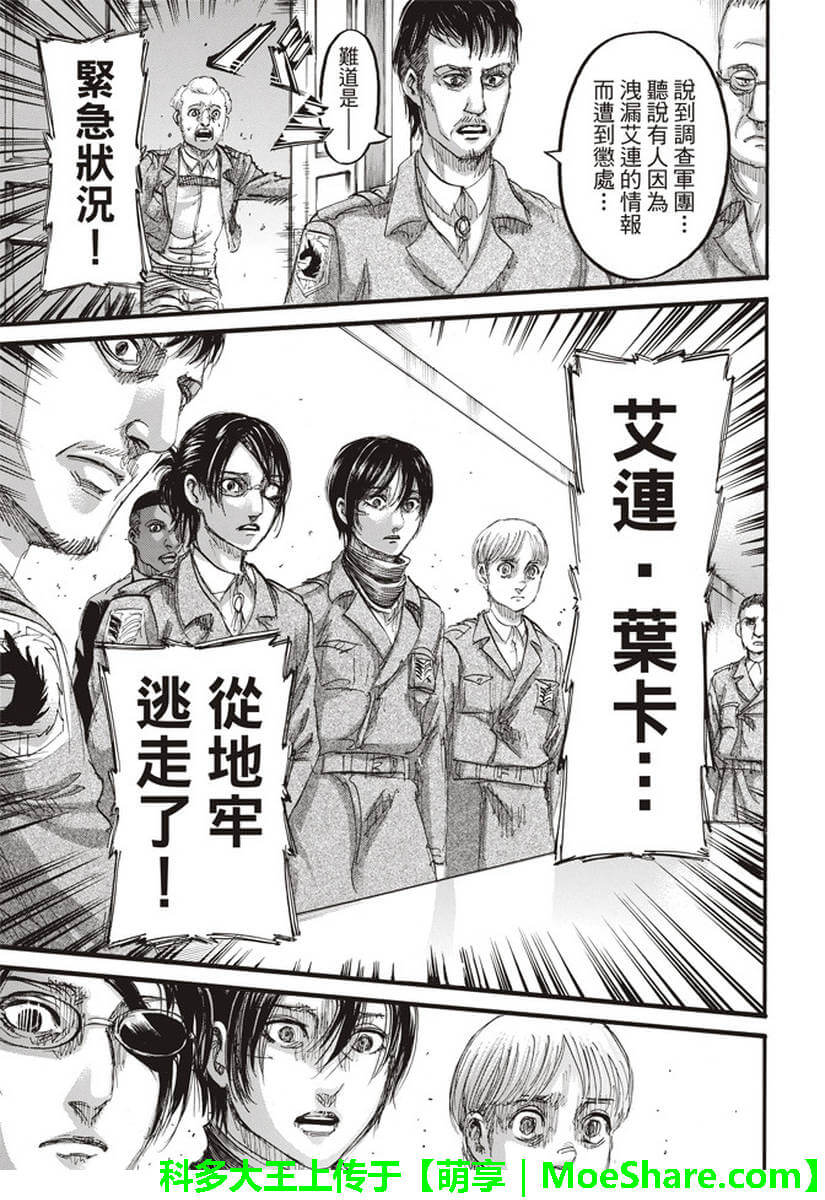 說到調查軍團…
聽說有人因為
洩漏艾連的情報
而遭到懲處…
難道是——
緊急狀況！
艾連·葉卡…
從地牢
逃走了！
科多大王上传于【萌享】MoeShare.com】